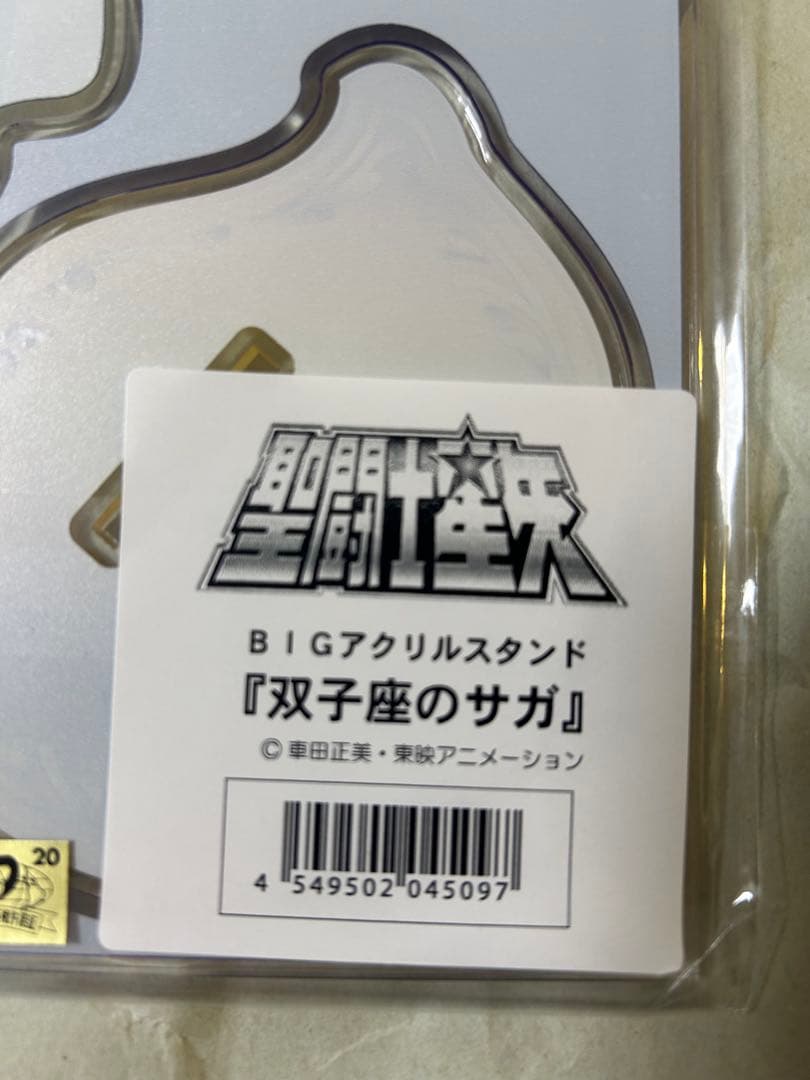 聖闘士星矢
BIGアクリルスタンド
『双子座のサガ』
© 車田正美・東映アニメーション
4 549502 045097
20